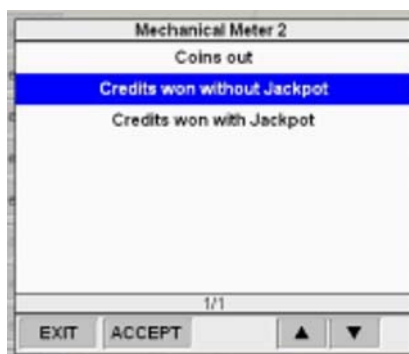 Mechanical Meter 2
Coins out
Credits won without Jackpot
Credits won with Jackpot
1/1
EXIT ACCEPT ▲ ▼